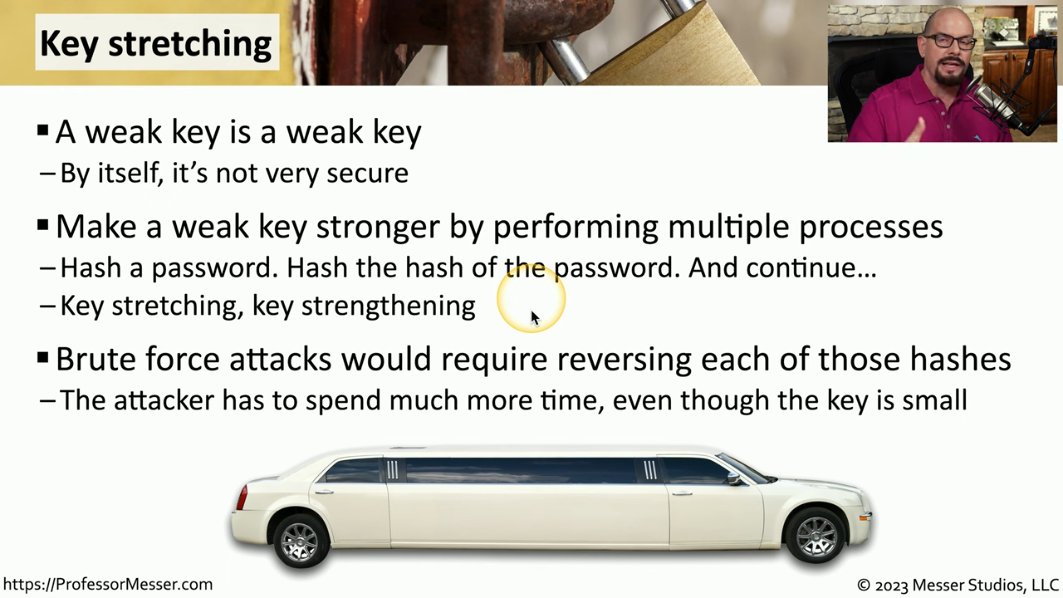 Key stretching
▪ A weak key is a weak key
– By itself, it’s not very secure
▪ Make a weak key stronger by performing multiple processes
– Hash a password. Hash the hash of the password. And continue…
– Key stretching, key strengthening
▪ Brute force attacks would require reversing each of those hashes
– The attacker has to spend much more time, even though the key is small
https://ProfessorMesser.com
© 2023 Messer Studios, LLC